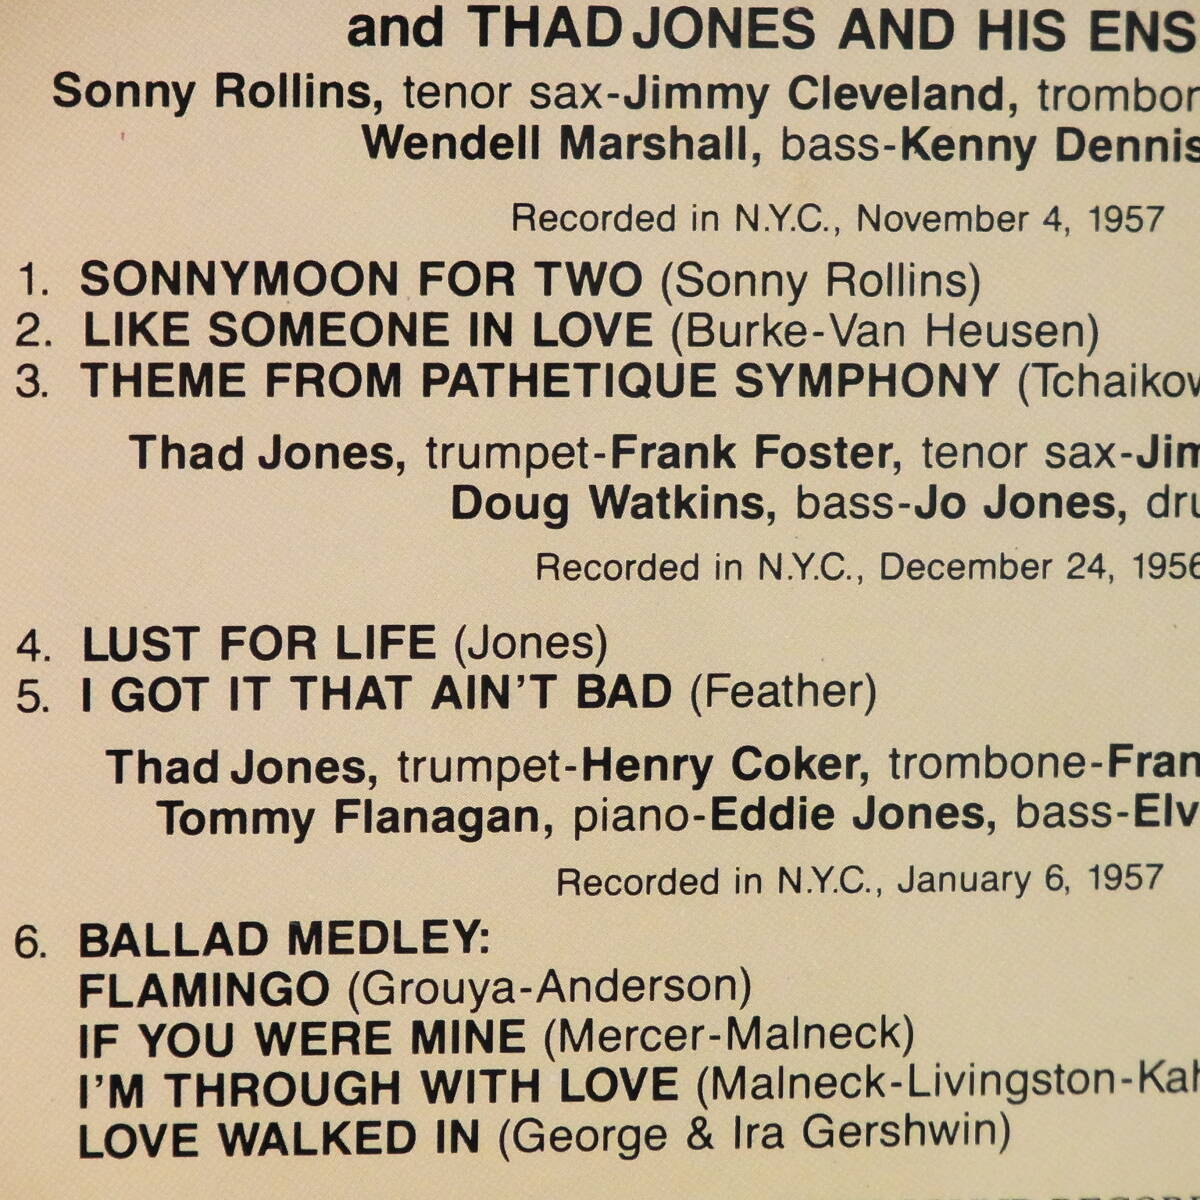 and THAD JONES AND HIS ENS
Sonny Rollins, tenor sax-Jimmy Cleveland, trombon
Wendell Marshall, bass-Kenny Dennis
Recorded in N.Y.C., November 4, 1957
1. SONNYMOON FOR TWO (Sonny Rollins)
2. LIKE SOMEONE IN LOVE (Burke-Van Heusen)
3. THEME FROM PATHETIQUE SYMPHONY (Tchaikov
Thad Jones, trumpet-Frank Foster, tenor sax-Jim
Doug Watkins, bass-Jo Jones, dru
Recorded in N.Y.C., December 24, 1956
4. LUST FOR LIFE (Jones)
5. I GOT IT THAT AIN'T BAD (Feather)
Thad Jones, trumpet-Henry Coker, trombone-Fran
Tommy Flanagan, piano-Eddie Jones, bass-Elv
Recorded in N.Y.C., January 6, 1957
6. BALLAD MEDLEY:
FLAMINGO (Grouya-Anderson)
IF YOU WERE MINE (Mercer-Malneck)
I'M THROUGH WITH LOVE (Malneck-Livingston-Kah
LOVE WALKED IN (George & Ira Gershwin)